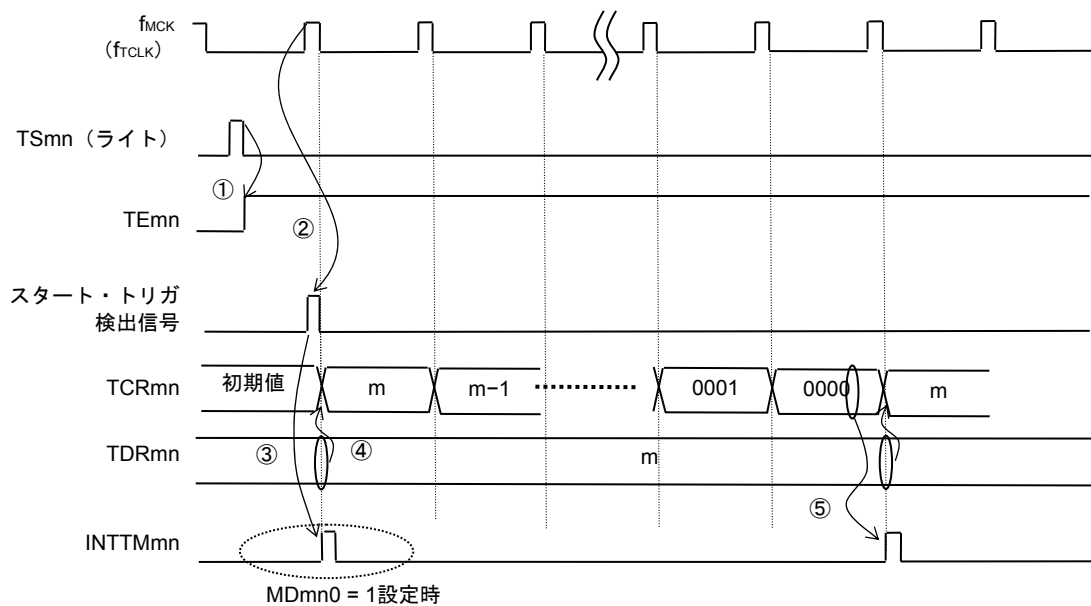 fMCK
(fTCLK)
TSmn（ライト）
①
TEmn
②
スタート・トリガ
検出信号
TCRmn
初期値
m
m−1
0001
0000
m
TDRmn
③
④
m
⑤
INTTMmn
MDmn0 = 1設定時